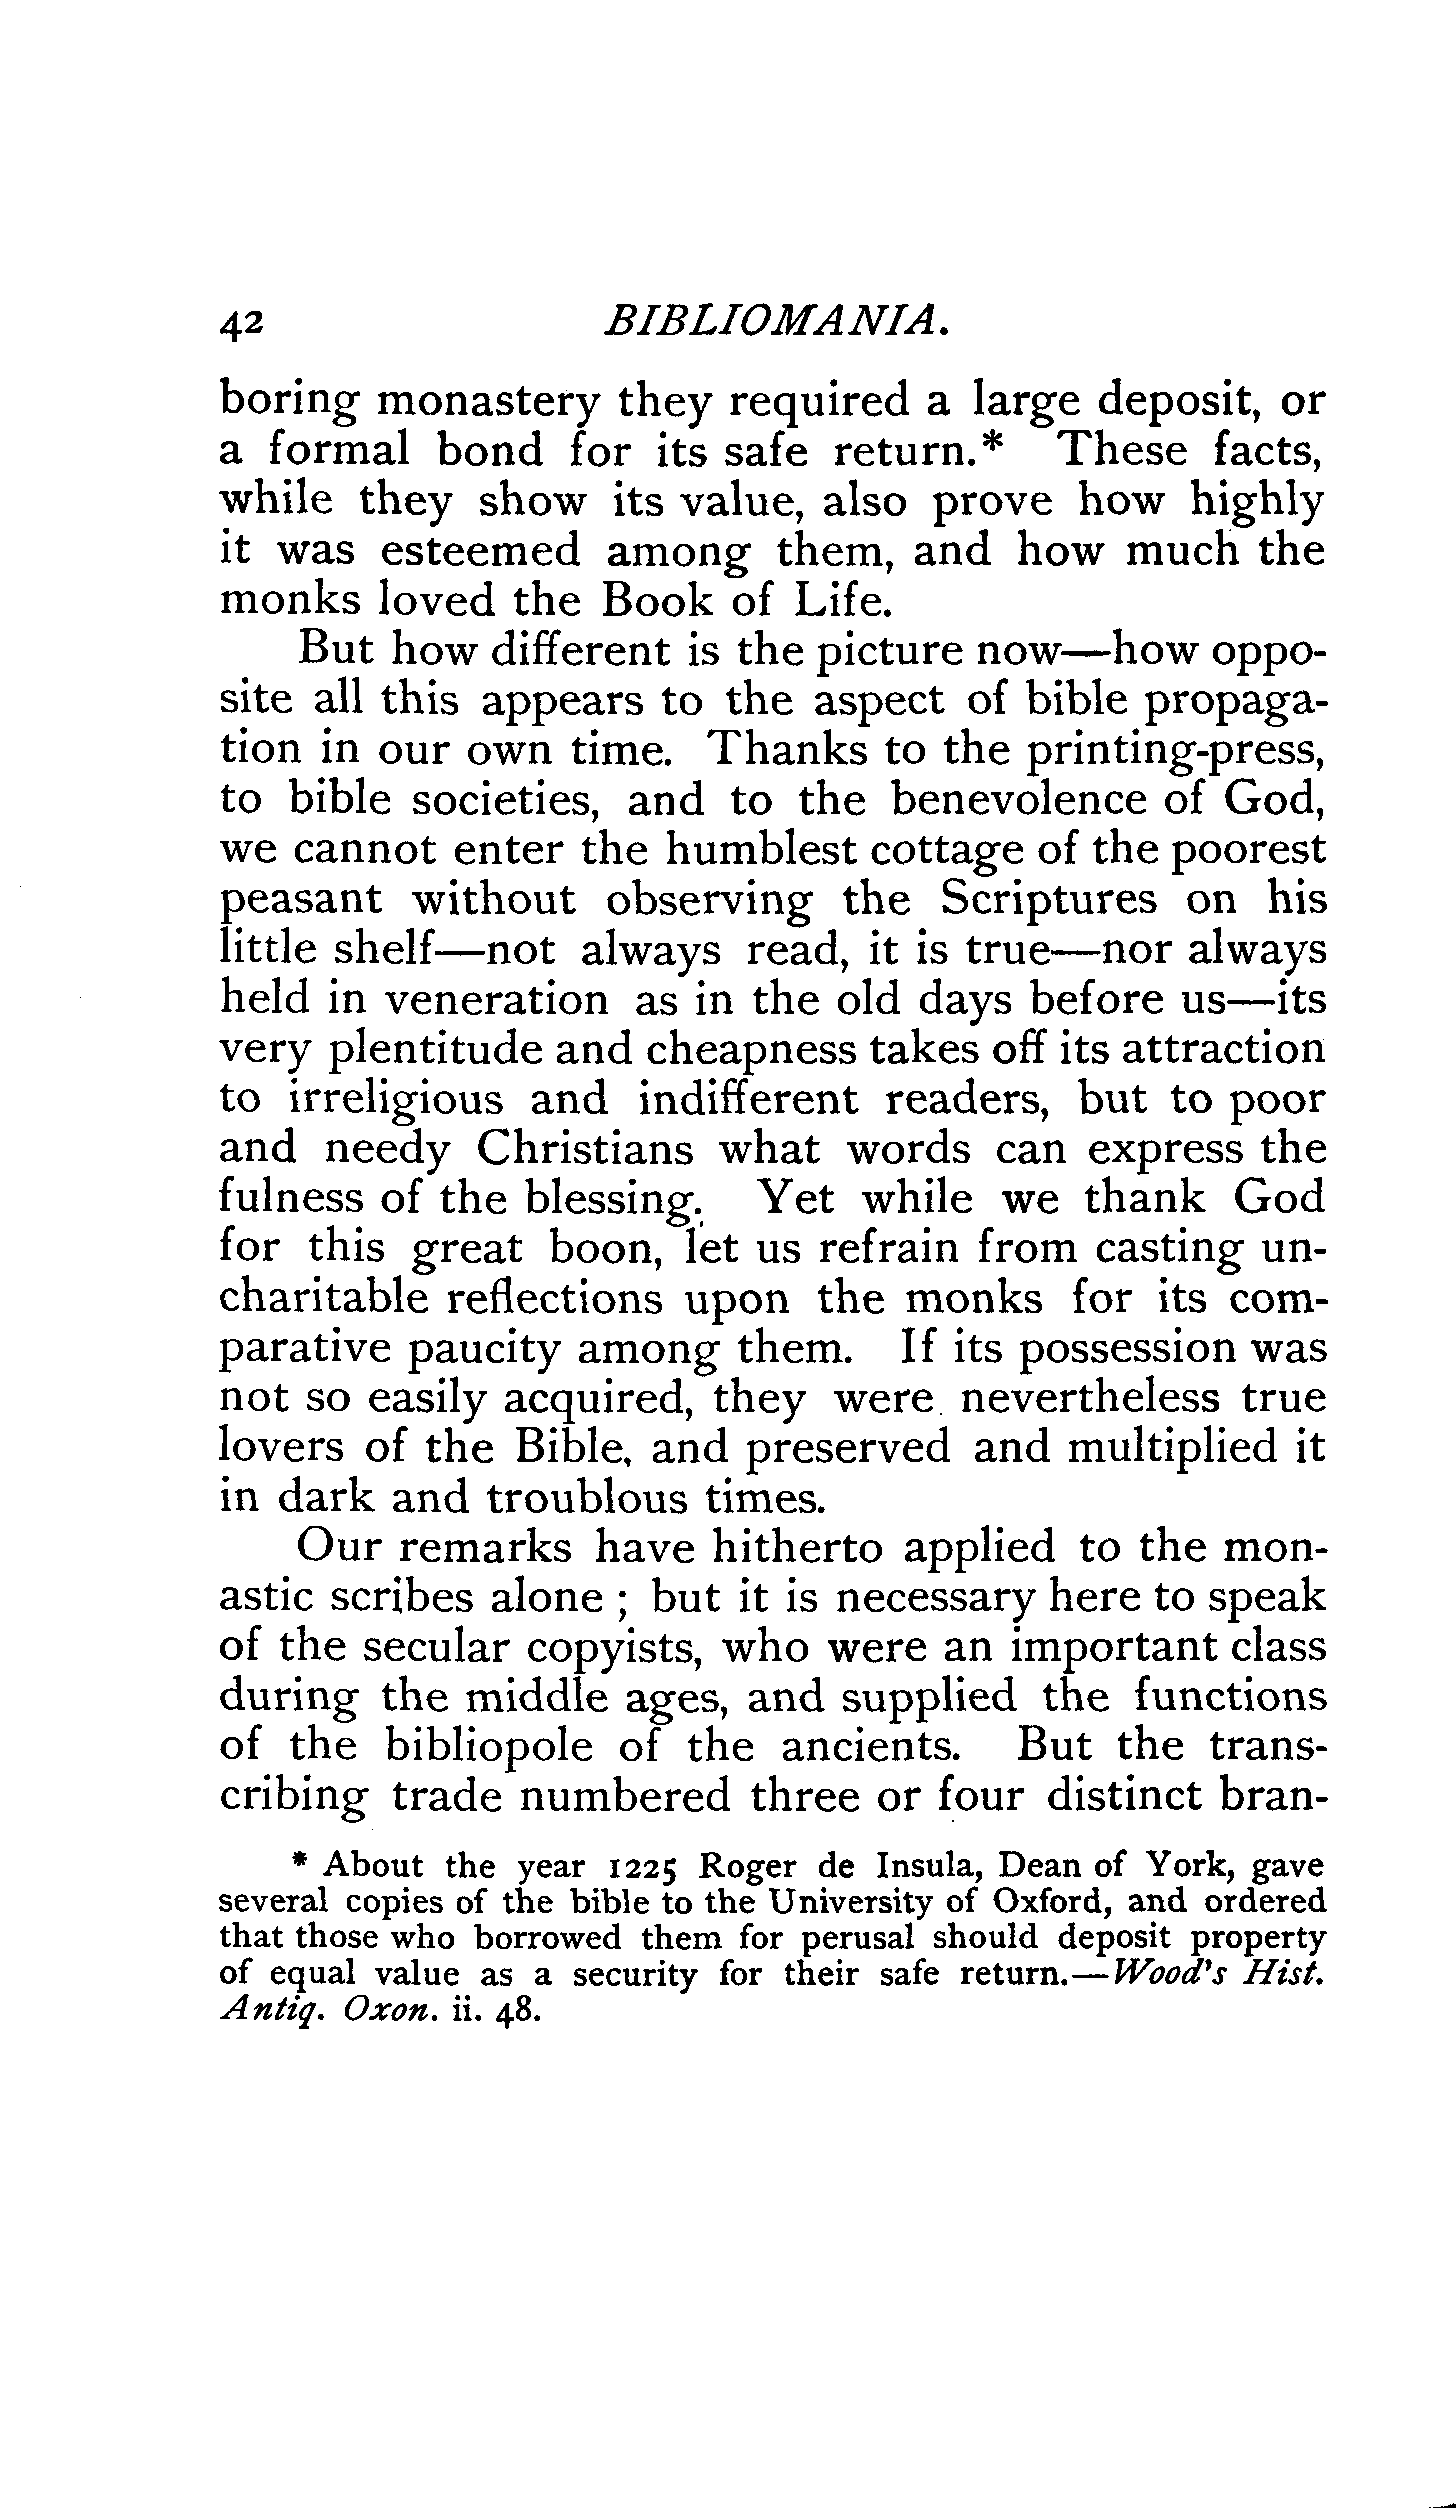 42 BIBLIOMANIA.
boring monastery they required a large deposit, or
a formal bond for its safe return.* These facts,
while they show its value, also prove how highly
it was esteemed among them, and how much the
monks loved the Book of Life.
But how different is the picture now—how oppo-
site all this appears to the aspect of bible propaga-
tion in our own time. Thanks to the printing-press,
to bible societies, and to the benevolence of God,
we cannot enter the humblest cottage of the poorest
peasant without observing the Scriptures on his
little shelf—not always read, it is true—nor always
held in veneration as in the old days before us—its
very plentitude and cheapness takes off its attraction
to irreligious and indifferent readers, but to poor
and needy Christians what words can express the
fulness of the blessing. Yet while we thank God
for this great boon, let us refrain from casting un-
charitable reflections upon the monks for its com-
parative paucity among them. If its possession was
not so easily acquired, they were nevertheless true
lovers of the Bible, and preserved and multiplied it
in dark and troublous times.
Our remarks have hitherto applied to the mon-
astic scribes alone ; but it is necessary here to speak
of the secular copyists, who were an important class
during the middle ages, and supplied the functions
of the bibliopole of the ancients. But the trans-
cribing trade numbered three or four distinct bran-
* About the year 1225 Roger de Insula, Dean of York, gave
several copies of the bible to the University of Oxford, and ordered
that those who borrowed them for perusal should deposit property
of equal value as a security for their safe return.—Wood's Hist.
Antiq. Oxon. ii. 48.